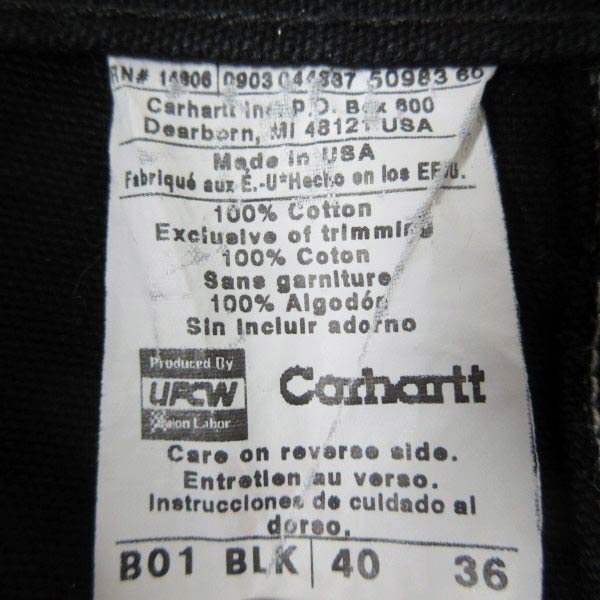 RN# 14806 0903 044337 50983 60
Carhartt Inc P.O. Box 600
Dearborn, MI 48121 USA
Made in USA
Fabriqué aux É.-U*Hecho en los EF.UU.
100% Cotton
Exclusive of trimming
100% Coton
Sans garniture
100% Algodón
Sin incluir adorno
Produced By
UFCW
Union Labor
Carhartt
Care on reverse side.
Entretien au verso.
Instrucciones de cuidado al
dorso.
B01 BLK 40 36